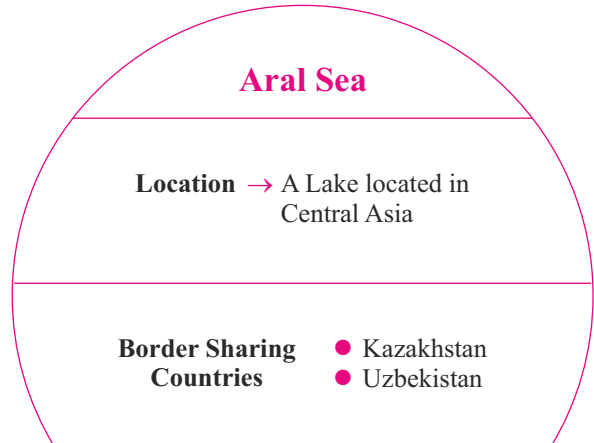 Aral Sea
Location → A Lake located in
Central Asia
Border Sharing ● Kazakhstan
Countries ● Uzbekistan